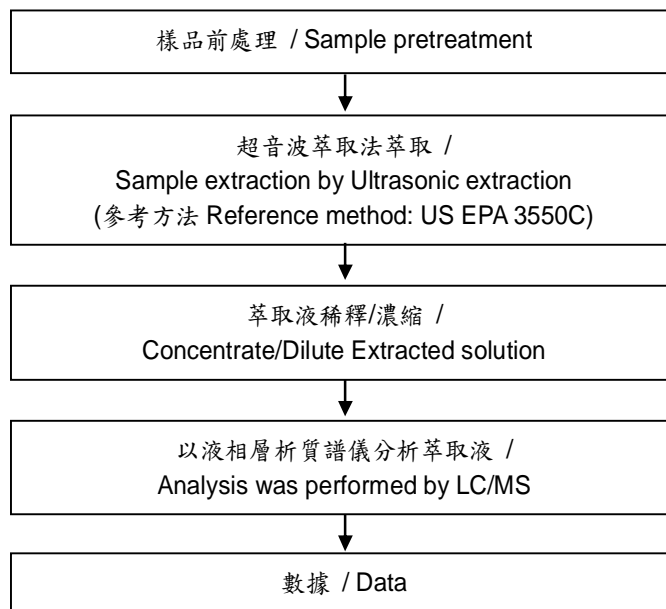 樣品前處理 / Sample pretreatment
超音波萃取法萃取 /
Sample extraction by Ultrasonic extraction
(參考方法 Reference method: US EPA 3550C)
萃取液稀釋/濃縮 /
Concentrate/Dilute Extracted solution
以液相層析質譜儀分析萃取液 /
Analysis was performed by LC/MS
數據 / Data